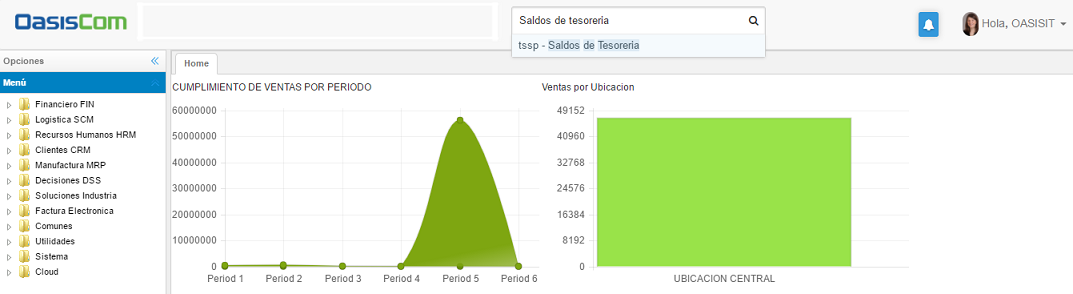 OasisCom
Saldos de tesoreria
tssp - Saldos de Tesoreria
Hola, OASISIT
Opciones
Menú
Financiero FIN
Logistica SCM
Recursos Humanos HRM
Clientes CRM
Manufactura MRP
Decisiones DSS
Soluciones Industria
Factura Electronica
Comunes
Utilidades
Sistema
Cloud
Home
CUMPLIMIENTO DE VENTAS POR PERIODO
60000000
50000000
40000000
30000000
20000000
10000000
0
Period 1 Period 2 Period 3 Period 4 Period 5 Period 6
Ventas por Ubicacion
49152
40960
32768
24576
16384
8192
0
UBICACION CENTRAL